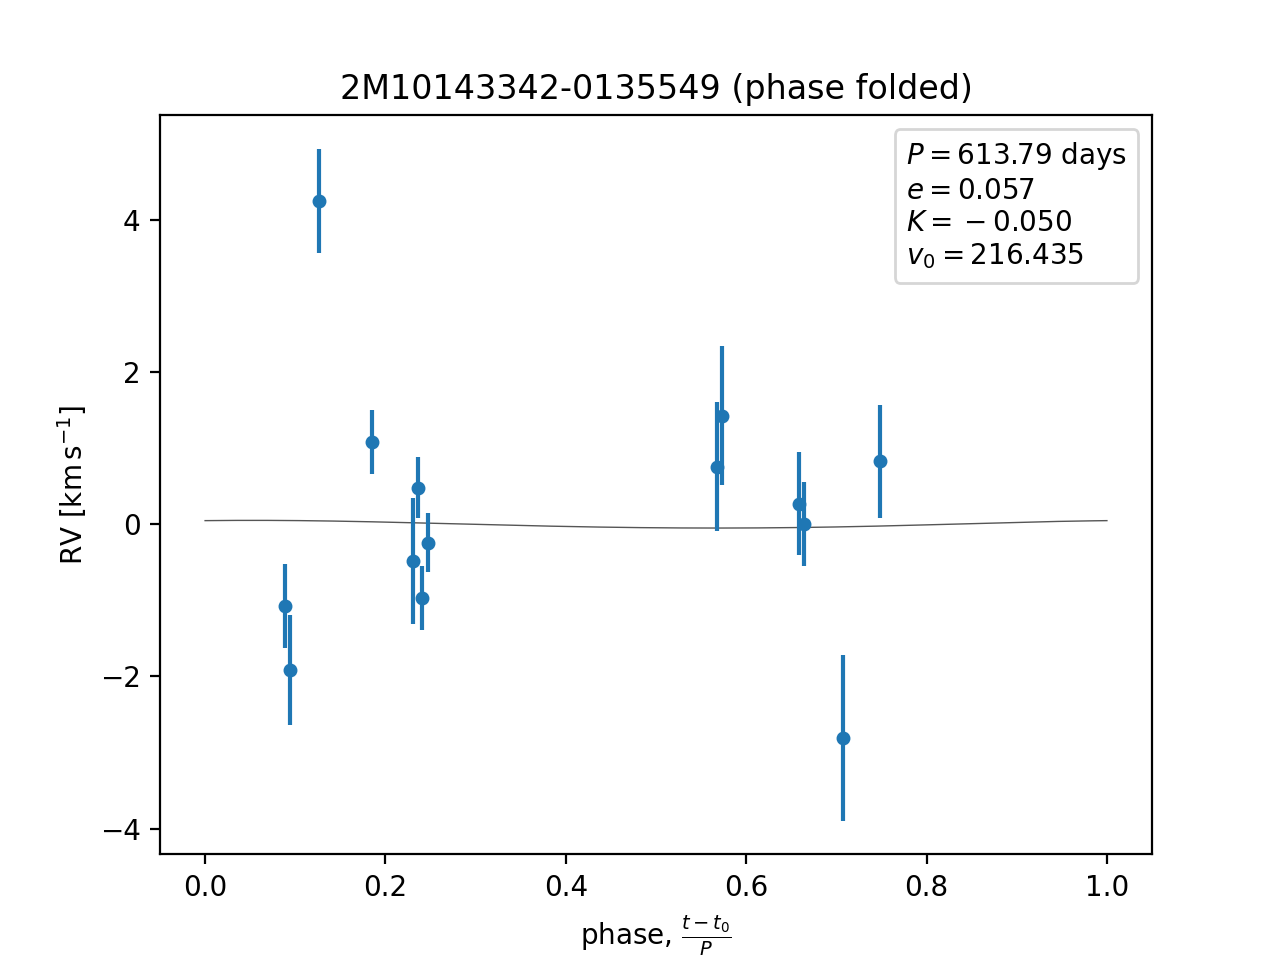 2M10143342-0135549 (phase folded)
P = 613.79 days
e = 0.057
K = −0.050
v₀ = 216.435
RV [km s⁻¹]
4
2
0
−2
−4
0.0 0.2 0.4 0.6 0.8 1.0
phase, (t − t₀)/P